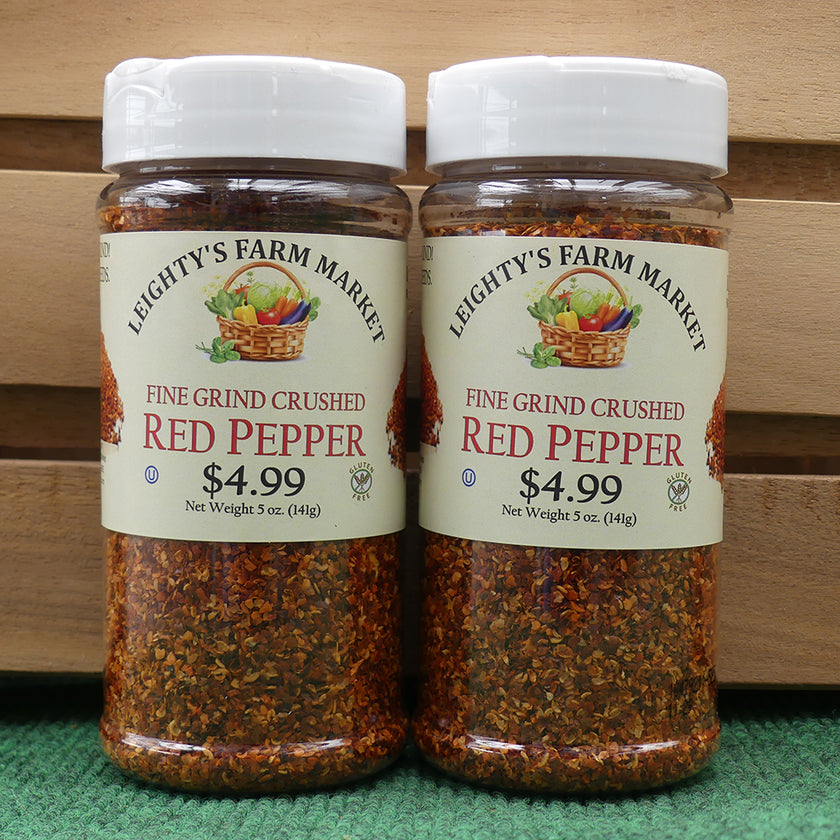 LEIGHTY'S FARM MARKET
FINE GRIND CRUSHED
RED PEPPER
$4.99
U
GLUTEN
FREE
Net Weight 5 oz. (141g)
LEIGHTY'S FARM MARKET
FINE GRIND CRUSHED
RED PEPPER
$4.99
U
GLUTEN
FREE
Net Weight 5 oz. (141g)